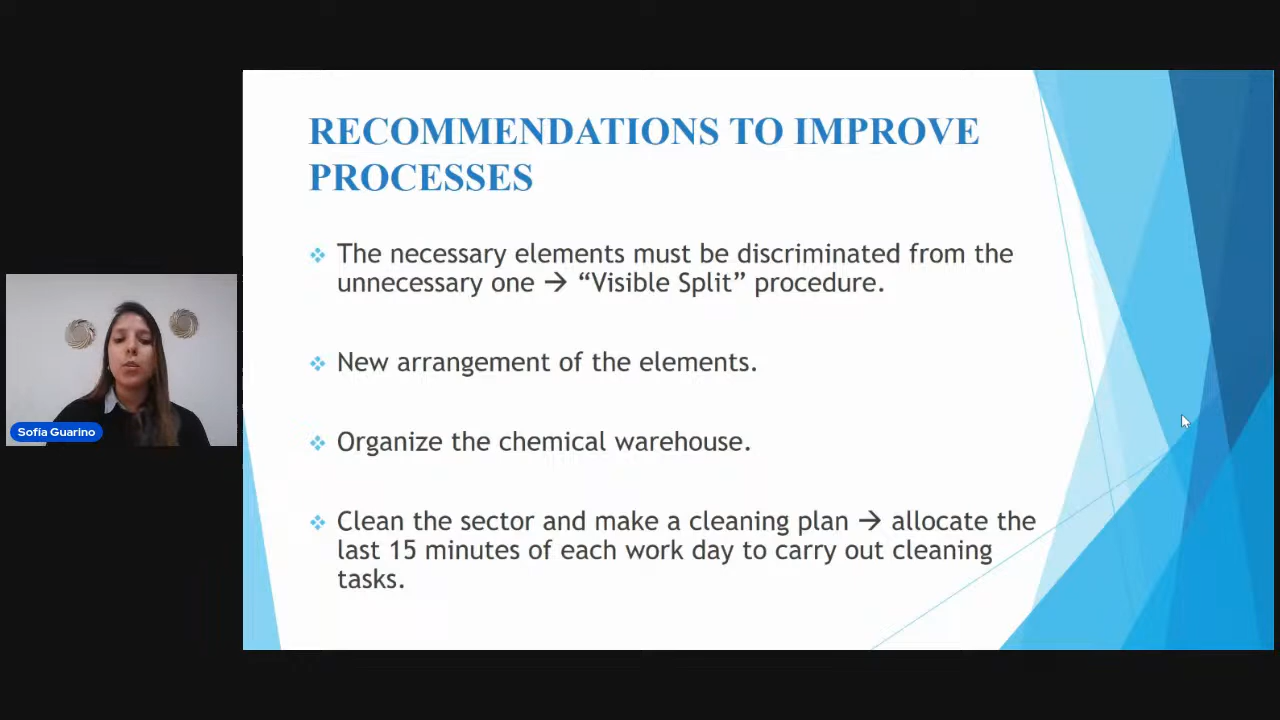 RECOMMENDATIONS TO IMPROVE
PROCESSES
The necessary elements must be discriminated from the
unnecessary one → “Visible Split” procedure.
New arrangement of the elements.
Organize the chemical warehouse.
Clean the sector and make a cleaning plan → allocate the
last 15 minutes of each work day to carry out cleaning
tasks.
Sofía Guarino